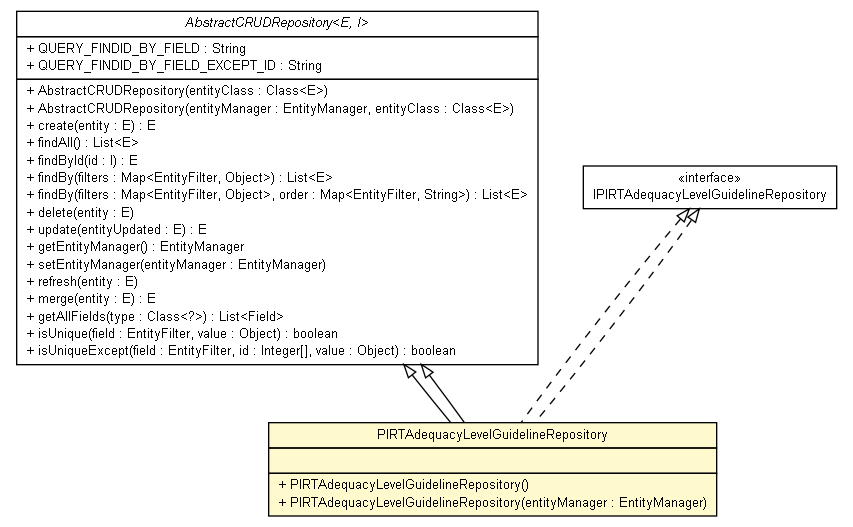 AbstractCRUDRepository<E, I>
+ QUERY_FINDID_BY_FIELD : String
+ QUERY_FINDID_BY_FIELD_EXCEPT_ID : String
+ AbstractCRUDRepository(entityClass : Class<E>)
+ AbstractCRUDRepository(entityManager : EntityManager, entityClass : Class<E>)
+ create(entity : E) : E
+ findAll() : List<E>
+ findById(id : I) : E
+ findBy(filters : Map<EntityFilter, Object>) : List<E>
+ findBy(filters : Map<EntityFilter, Object>, order : Map<EntityFilter, String>) : List<E>
+ delete(entity : E)
+ update(entityUpdated : E) : E
+ getEntityManager() : EntityManager
+ setEntityManager(entityManager : EntityManager)
+ refresh(entity : E)
+ merge(entity : E) : E
+ getAllFields(type : Class<?>) : List<Field>
+ isUnique(field : EntityFilter, value : Object) : boolean
+ isUniqueExcept(field : EntityFilter, id : Integer[], value : Object) : boolean
«interface»
IPIRTAdequacyLevelGuidelineRepository
PIRTAdequacyLevelGuidelineRepository
+ PIRTAdequacyLevelGuidelineRepository()
+ PIRTAdequacyLevelGuidelineRepository(entityManager : EntityManager)